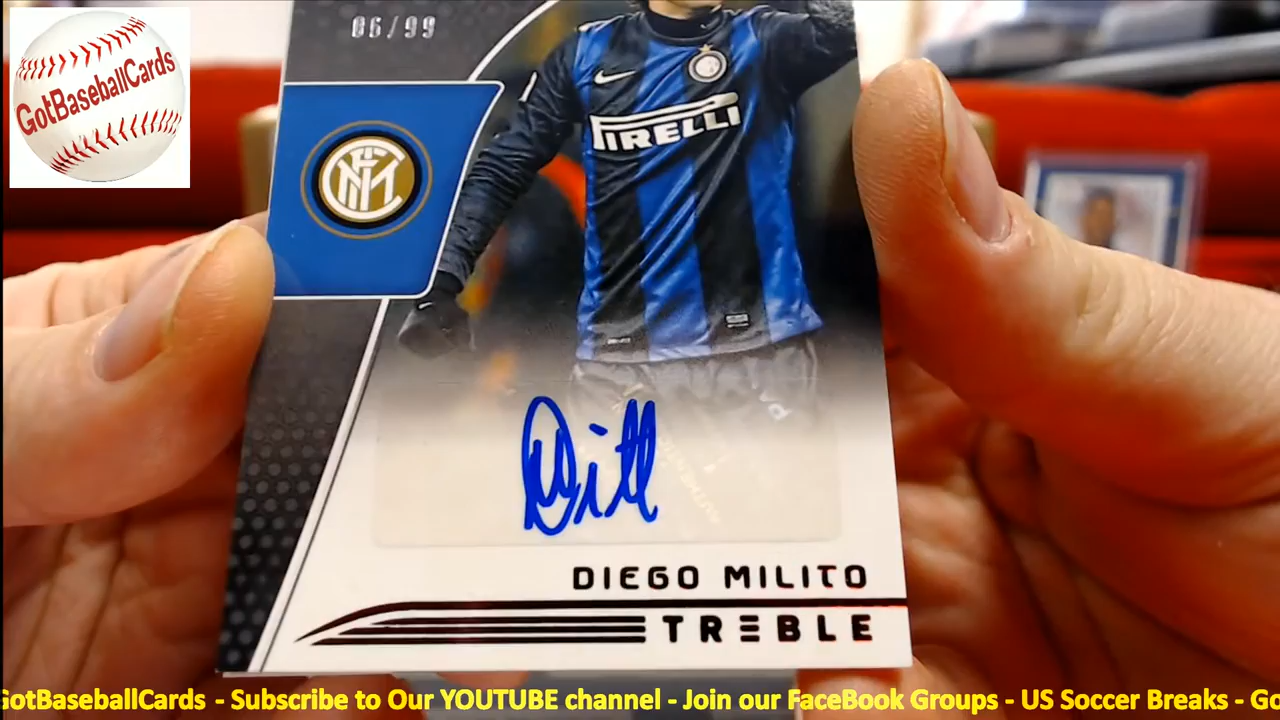 GotBaseballCards
06/99
PIRELLI
DIEGO MILITO
TREBLE
GotBaseballCards - Subscribe to Our YOUTUBE channel - Join our FaceBook Groups - US Soccer Breaks - Go